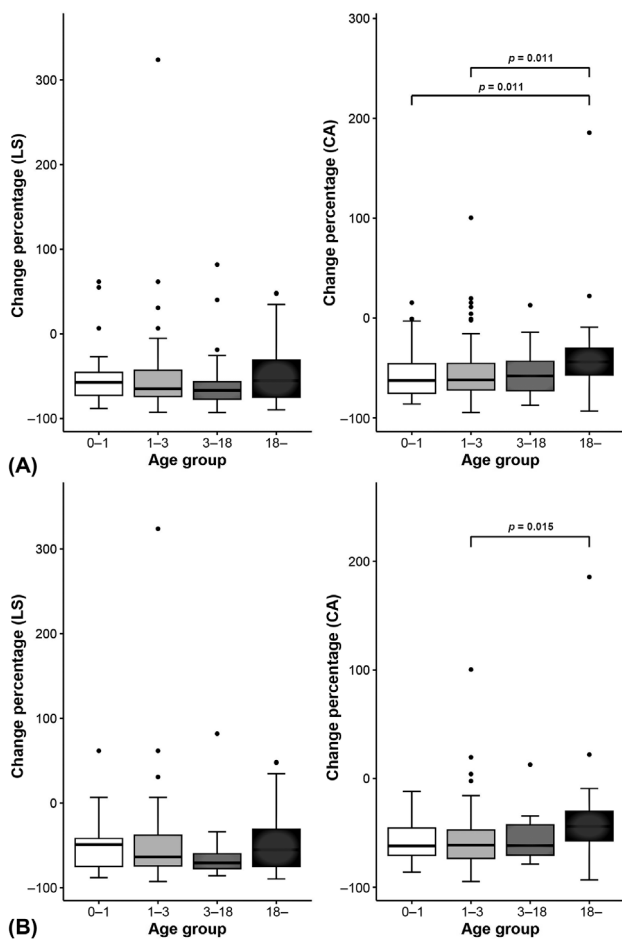 Change percentage (LS)
300
200
100
−0
−100
0–1 1–3 3–18 18–
Age group
Change percentage (CA)
300
200
100
−0
−100
p = 0.011
p = 0.011
0–1 1–3 3–18 18–
Age group
(A)
Change percentage (LS)
300
200
100
−0
−100
0–1 1–3 3–18 18–
Age group
Change percentage (CA)
200
100
−0
−100
p = 0.015
0–1 1–3 3–18 18–
Age group
(B)